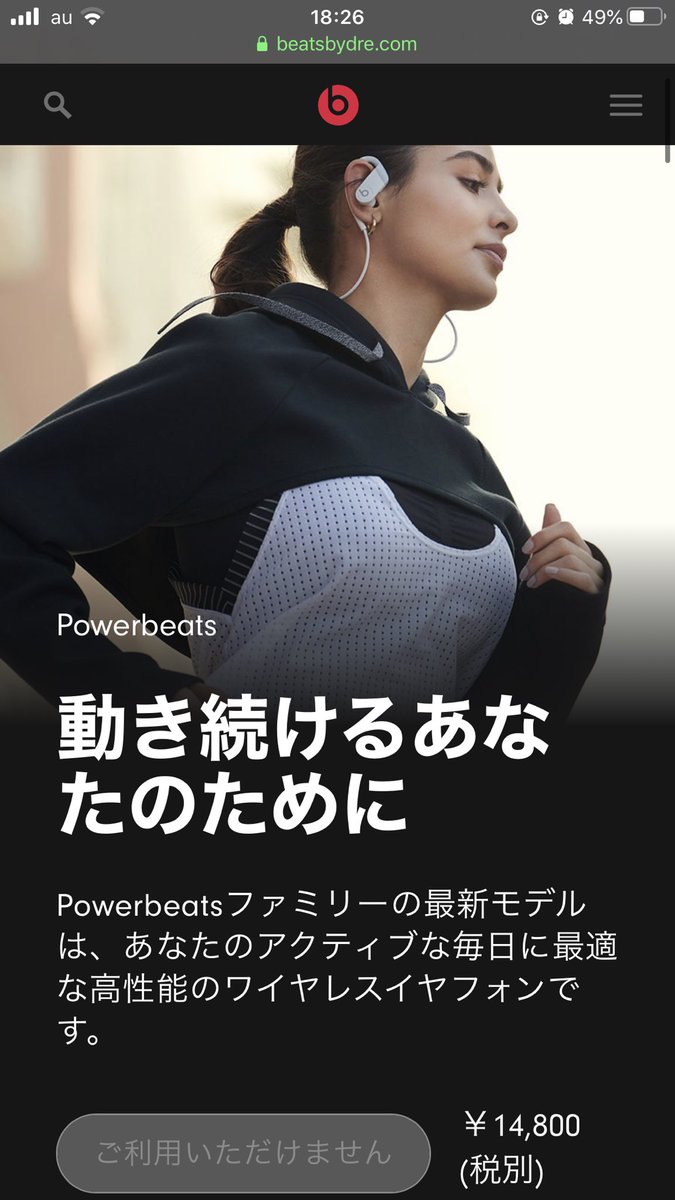 au 18:26 49%
beatsbydre.com
Powerbeats
動き続けるあな
たのために
Powerbeatsファミリーの最新モデル
は、あなたのアクティブな毎日に最適
な高性能のワイヤレスイヤフォンで
す。
ご利用いただけません
￥14,800
(税別)